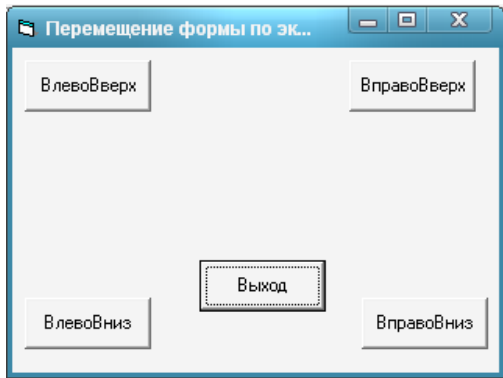 Перемещение формы по эк...
ВлевоВверх
ВправоВверх
Выход
ВлевоВниз
ВправоВниз